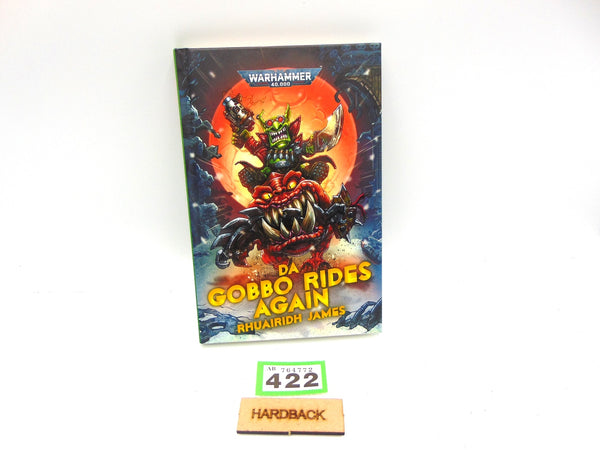 WARHAMMER
40,000
DA
GOBBO RIDES
AGAIN
RHUAIRIDH JAMES
AB 764772
422
HARDBACK